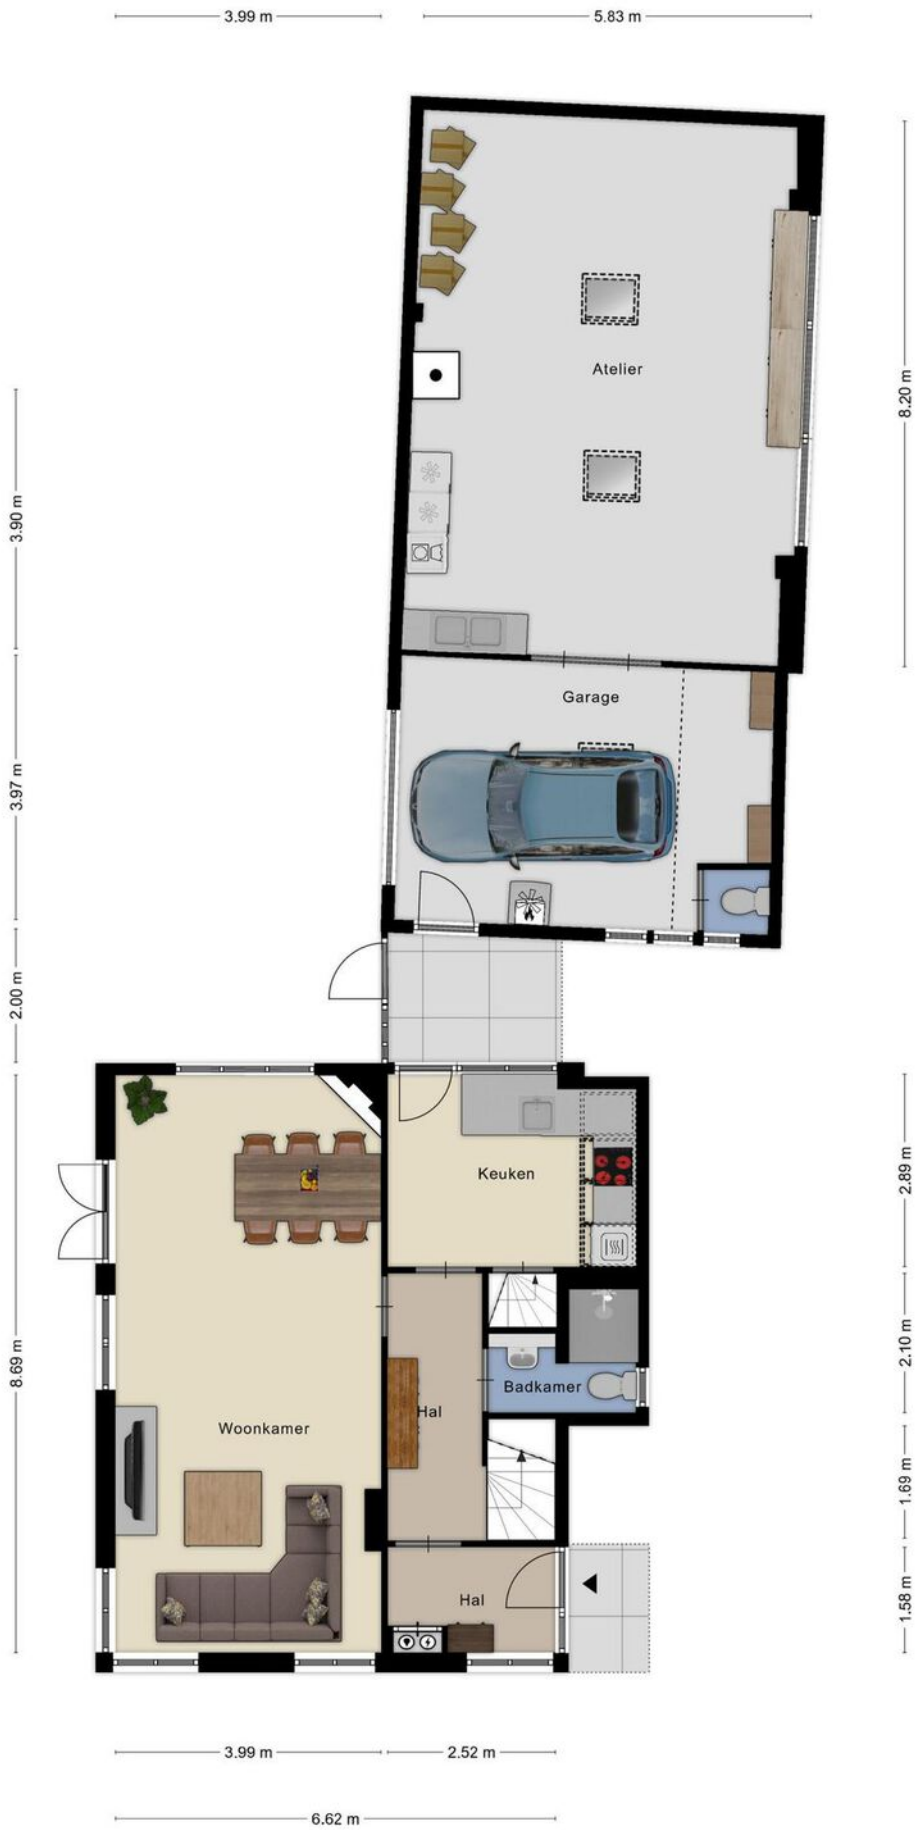 3.99 m
5.83 m
Atelier
8.20 m
3.90 m
Garage
3.97 m
2.00 m
Keuken
2.89 m
2.10 m
8.69 m
Badkamer
Hal
Woonkamer
1.69 m
Hal
1.58 m
3.99 m
2.52 m
6.62 m